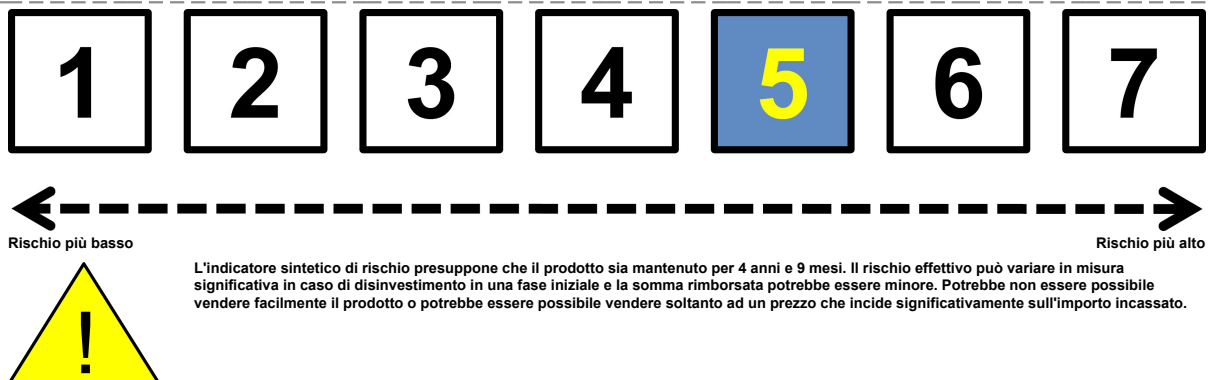 1 2 3 4 5 6 7
Rischio più basso Rischio più alto
L'indicatore sintetico di rischio presuppone che il prodotto sia mantenuto per 4 anni e 9 mesi. Il rischio effettivo può variare in misura
significativa in caso di disinvestimento in una fase iniziale e la somma rimborsata potrebbe essere minore. Potrebbe non essere possibile
vendere facilmente il prodotto o potrebbe essere possibile vendere soltanto ad un prezzo che incide significativamente sull'importo incassato.
!